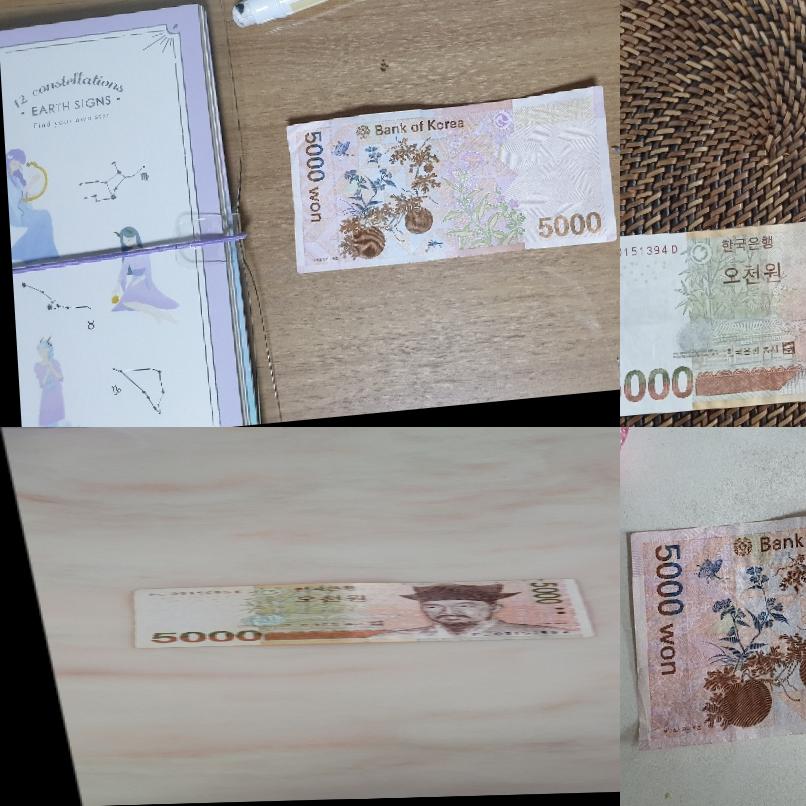 12 constellations
EARTH SIGNS
Find your own star
Bank of Korea
5000 won
5000
151394 D
한국은행
오천원
000
오천원
5000
5000
Bank
5000 won